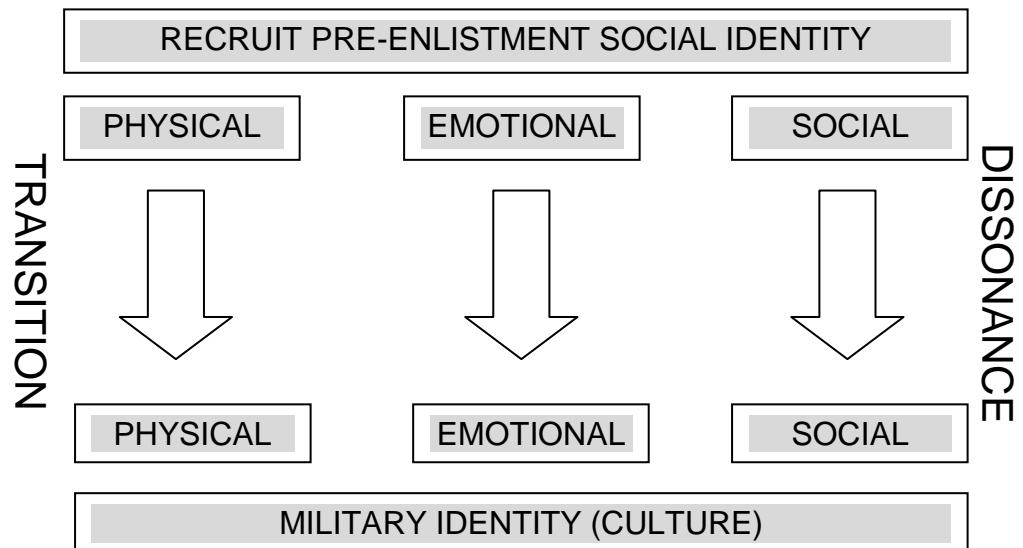 RECRUIT PRE-ENLISTMENT SOCIAL IDENTITY
PHYSICAL
EMOTIONAL
SOCIAL
TRANSITION
DISSONANCE
PHYSICAL
EMOTIONAL
SOCIAL
MILITARY IDENTITY (CULTURE)